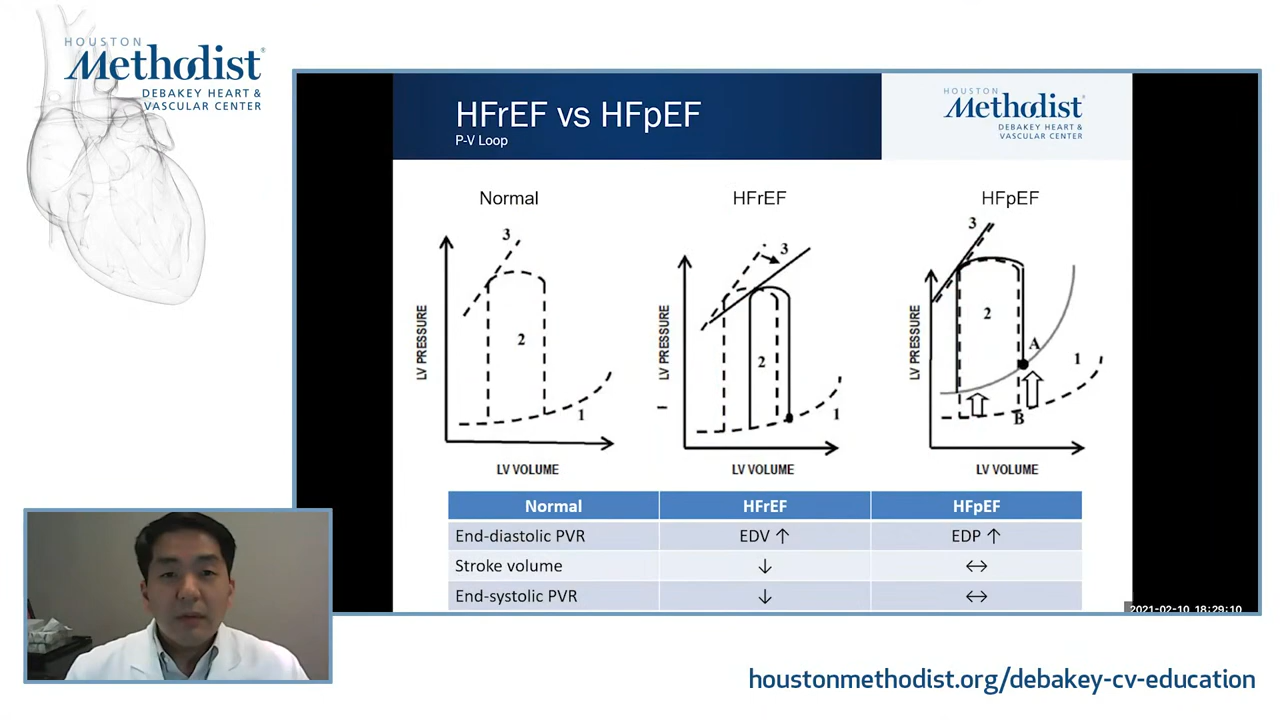 HOUSTON
Methodist®
DEBAKEY HEART &
VASCULAR CENTER
HFrEF vs HFpEF
P-V Loop
HOUSTON
Methodist®
DEBAKEY HEART &
VASCULAR CENTER
Normal
HFrEF
HFpEF
3
2
1
LV PRESSURE
LV VOLUME
3
2
1
LV PRESSURE
LV VOLUME
3
2
A
1
B
LV PRESSURE
LV VOLUME
Normal HFrEF HFpEF
End-diastolic PVR EDV ↑ EDP ↑
Stroke volume ↓ ↔
End-systolic PVR ↓ ↔
2021-02-10 18:29:10
houstonmethodist.org/debakey-cv-education